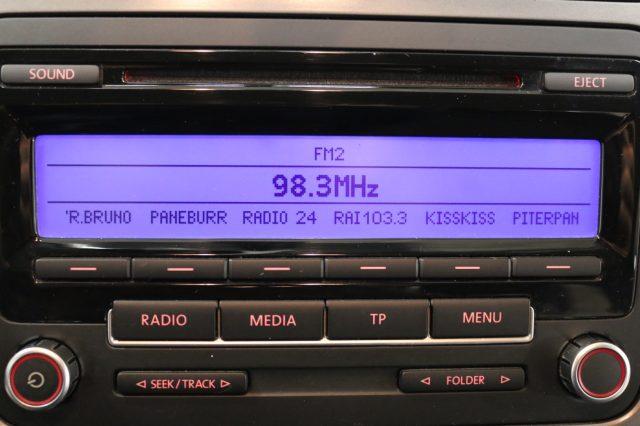 SOUND
EJECT
FM2
98.3MHz
'R.BRUNO PANEBURR RADIO 24 RAI103.3 KISSKISS PITERPAN
RADIO MEDIA TP MENU
◁ SEEK/TRACK ▷ ◁ FOLDER ▷